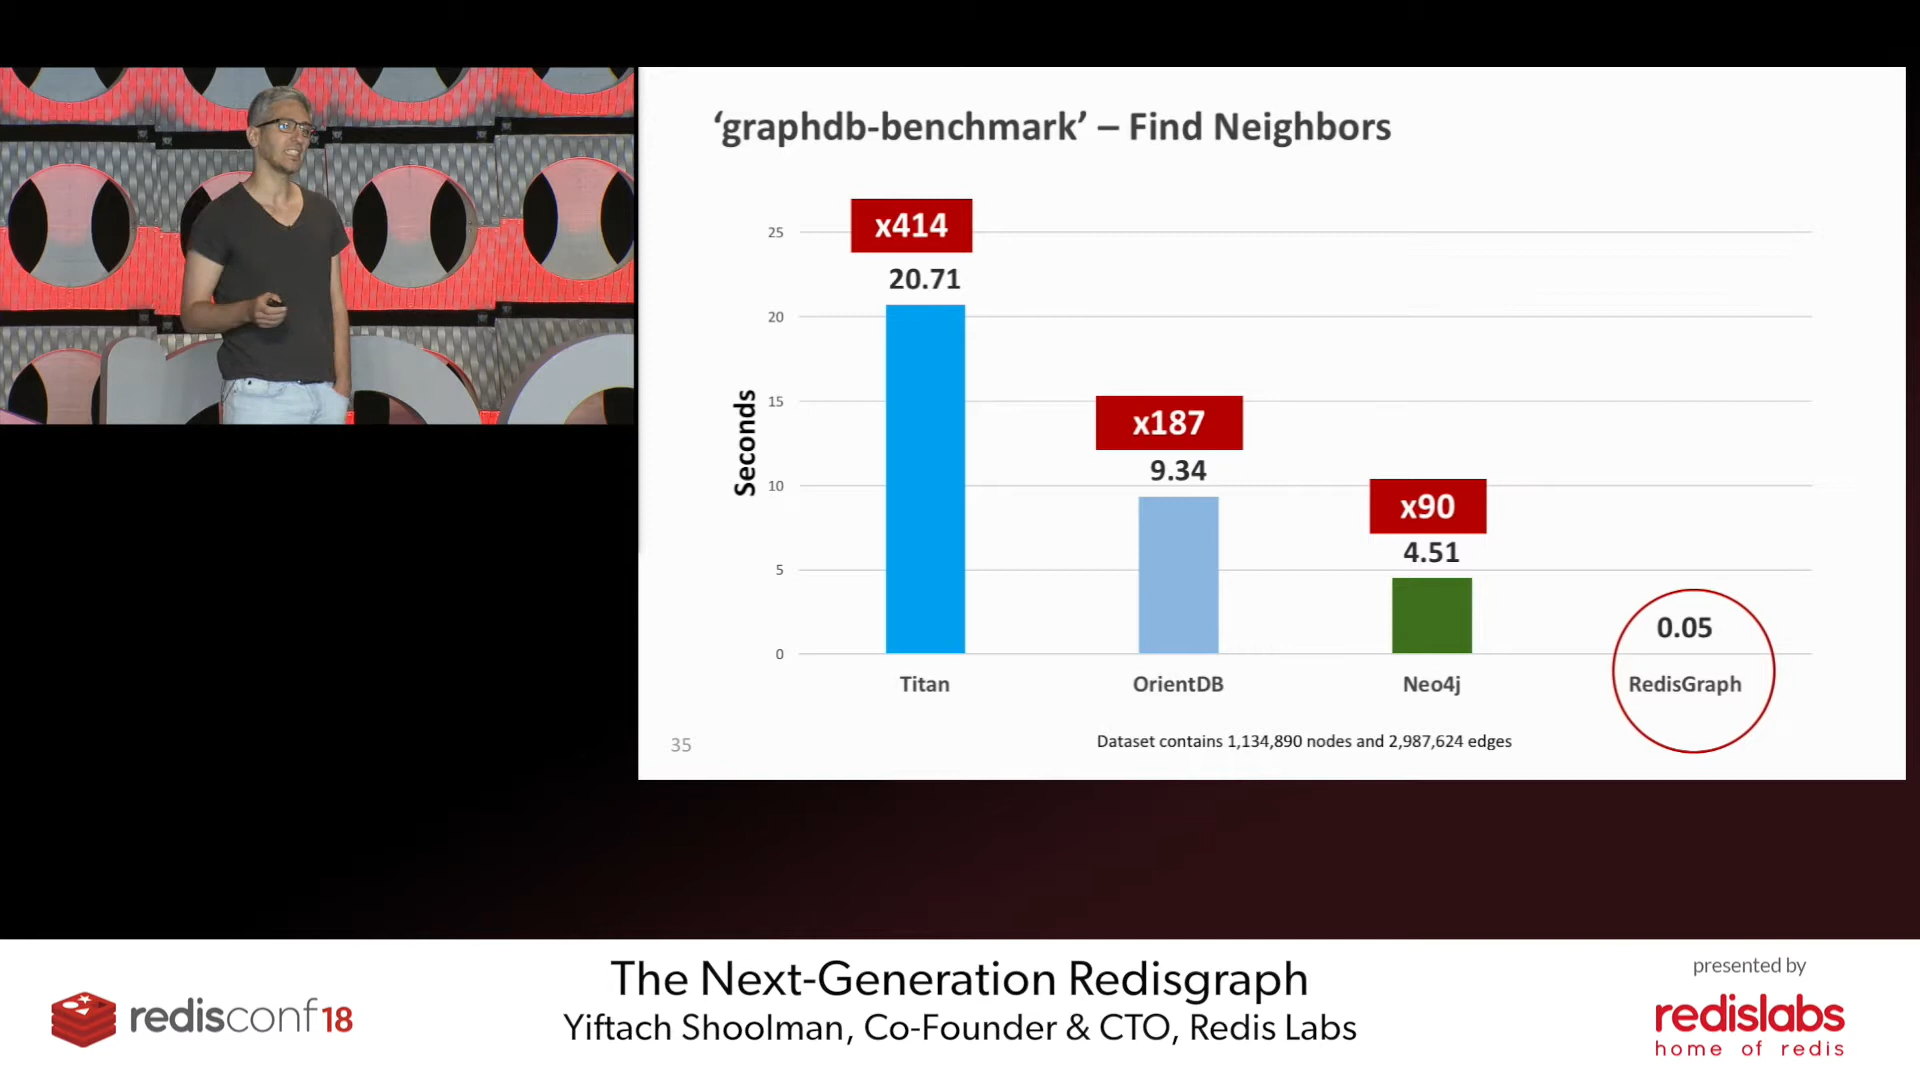 ‘graphdb-benchmark’ – Find Neighbors
x414
25
20.71
20
x187
15
9.34
Seconds
10
x90
4.51
5
0.05
0
Titan
OrientDB
Neo4j
RedisGraph
35
Dataset contains 1,134,890 nodes and 2,987,624 edges
redisconf18
The Next-Generation Redisgraph
Yiftach Shoolman, Co-Founder & CTO, Redis Labs
presented by
redislabs
home of redis